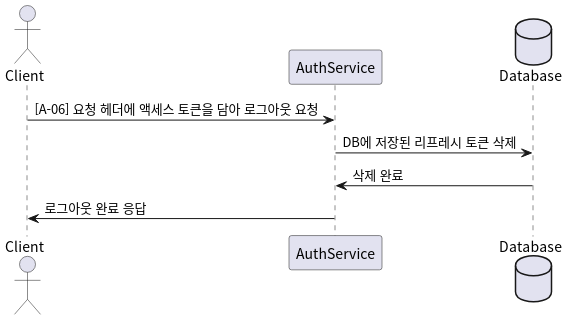 Client
AuthService
Database
[A-06] 요청 헤더에 액세스 토큰을 담아 로그아웃 요청
DB에 저장된 리프레시 토큰 삭제
삭제 완료
로그아웃 완료 응답
Client
AuthService
Database